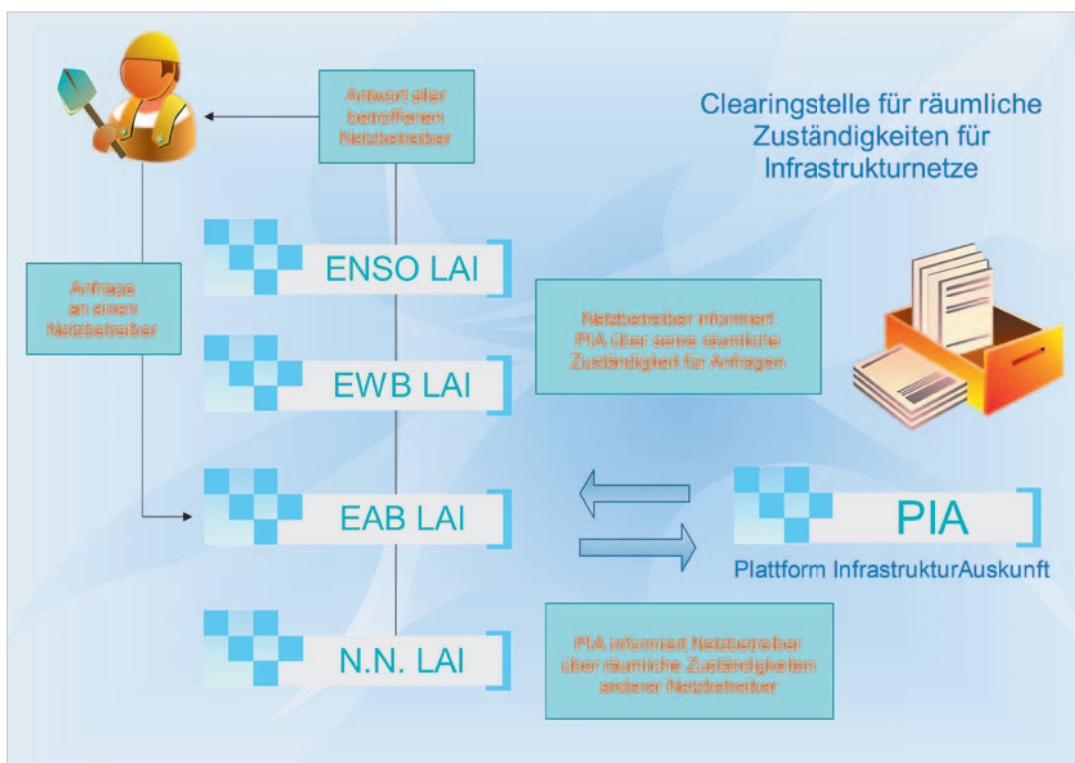 Antwort aller
betroffenen
Netzbetreiber
Clearingstelle für räumliche
Zuständigkeiten für
Infrastrukturnetze
ENSO LAI
Anfrage
an einen
Netzbetreiber
Netzbetreiber informiert
PIA über seine räumliche
Zuständigkeit für Anfragen
EWB LAI
EAB LAI
PIA
Plattform InfrastrukturAuskunft
N.N. LAI
PIA informiert Netzbetreiber
über räumliche Zuständigkeiten
anderer Netzbetreiber